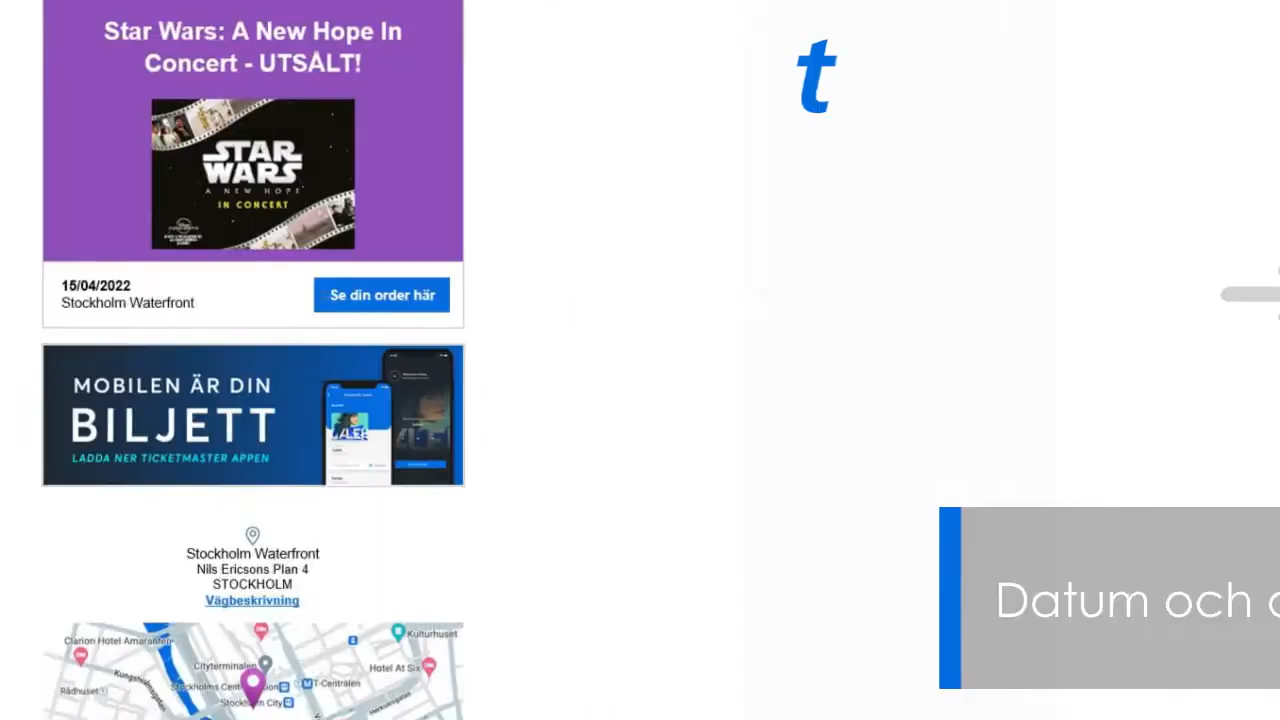 Star Wars: A New Hope In
Concert - UTSÅLT!
STAR
WARS
A NEW HOPE
IN CONCERT
15/04/2022
Stockholm Waterfront
Se din order här
MOBILEN ÄR DIN
BILJETT
LADDA NER TICKETMASTER APPEN
Stockholm Waterfront
Nils Ericsons Plan 4
STOCKHOLM
Vägbeskrivning
Clarion Hotel Amaranten
Kulturhuset
Kungsholmsgatan
Cityterminalen
Hotel At Six
Rådhuset
T-Centralen
Stockholm City
Herkulesgatan
t
Datum och